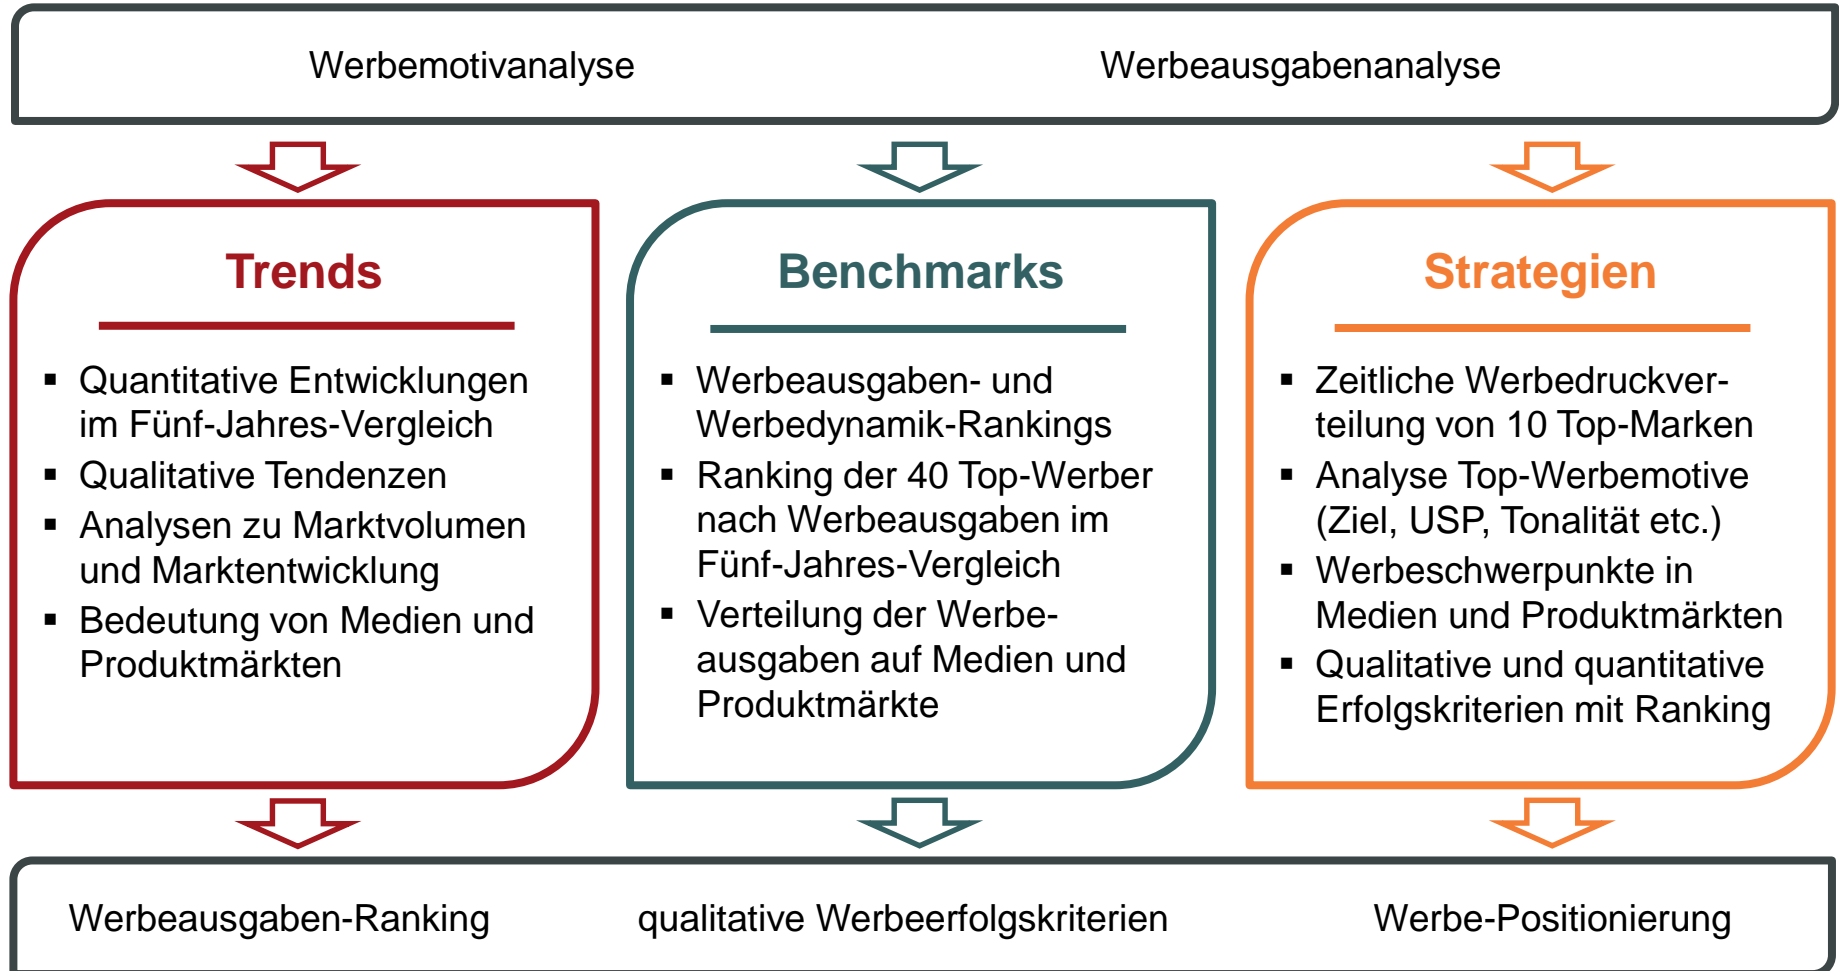 Werbemotivanalyse
Werbeausgabenanalyse
Trends
▪ Quantitative Entwicklungen
im Fünf-Jahres-Vergleich
▪ Qualitative Tendenzen
▪ Analysen zu Marktvolumen
und Marktentwicklung
▪ Bedeutung von Medien und
Produktmärkten
Benchmarks
▪ Werbeausgaben- und
Werbedynamik-Rankings
▪ Ranking der 40 Top-Werber
nach Werbeausgaben im
Fünf-Jahres-Vergleich
▪ Verteilung der Werbe-
ausgaben auf Medien und
Produktmärkte
Strategien
▪ Zeitliche Werbedruckver-
teilung von 10 Top-Marken
▪ Analyse Top-Werbemotive
(Ziel, USP, Tonalität etc.)
▪ Werbeschwerpunkte in
Medien und Produktmärkten
▪ Qualitative und quantitative
Erfolgskriterien mit Ranking
Werbeausgaben-Ranking
qualitative Werbeerfolgskriterien
Werbe-Positionierung